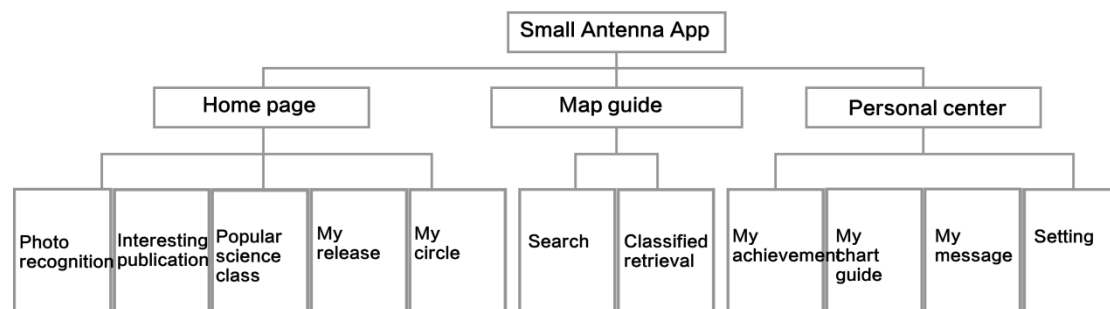 Small Antenna App
Home page
Map guide
Personal center
Photo
recognition
Interesting
publication
Popular
science
class
My
release
My
circle
Search
Classified
retrieval
My
achievement
My
chart
guide
My
message
Setting